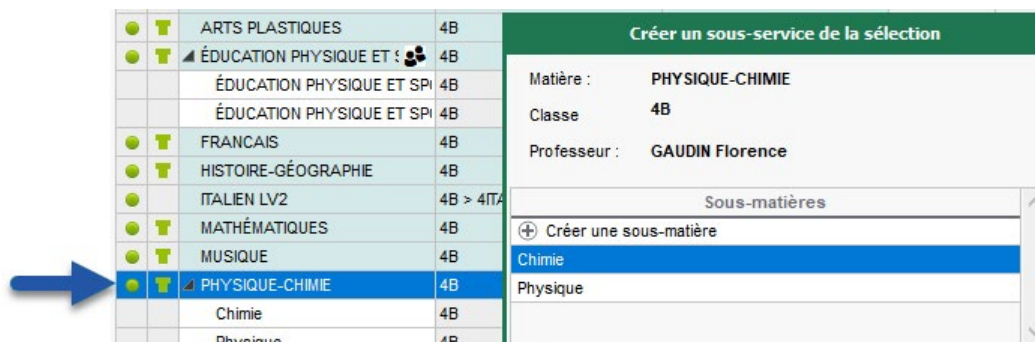 ARTS PLASTIQUES 4B
ÉDUCATION PHYSIQUE ET S 4B
ÉDUCATION PHYSIQUE ET SP 4B
ÉDUCATION PHYSIQUE ET SP 4B
FRANCAIS 4B
HISTOIRE-GÉOGRAPHIE 4B
ITALIEN LV2 4B > 4ITA
MATHÉMATIQUES 4B
MUSIQUE 4B
PHYSIQUE-CHIMIE 4B
Chimie 4B
Physique 4B
Créer un sous-service de la sélection
Matière : PHYSIQUE-CHIMIE
Classe 4B
Professeur : GAUDIN Florence
Sous-matières
Créer une sous-matière
Chimie
Physique